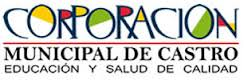 CORPORACION
MUNICIPAL DE CASTRO
EDUCACIÓN Y SALUD DE CALIDAD